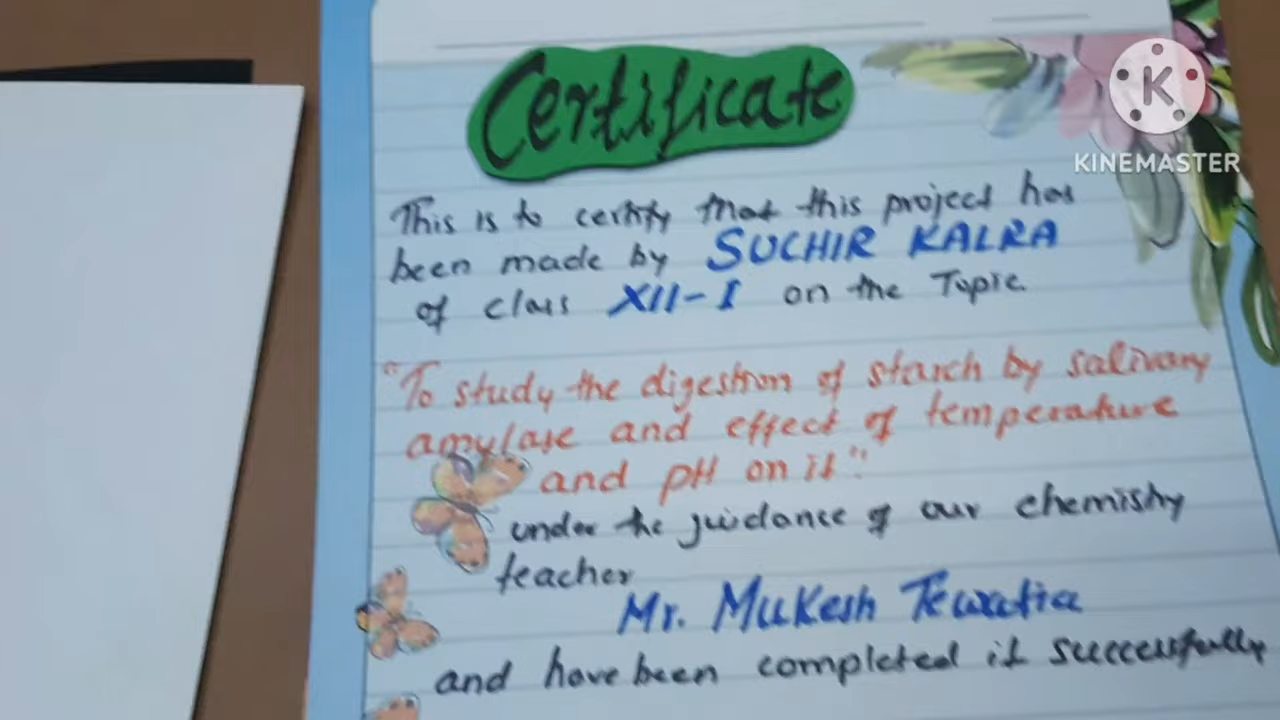 Certificate
K
KINEMASTER
This is to certify that this project has
been made by SUCHIR KALRA
of class XII-I on the Topic
"To study the digestion of starch by salivary
amylase and effect of temperature
and pH on it"
under the guidance of our chemistry
teacher
Mr. Mukesh Tewatia
and have been completed it successfully